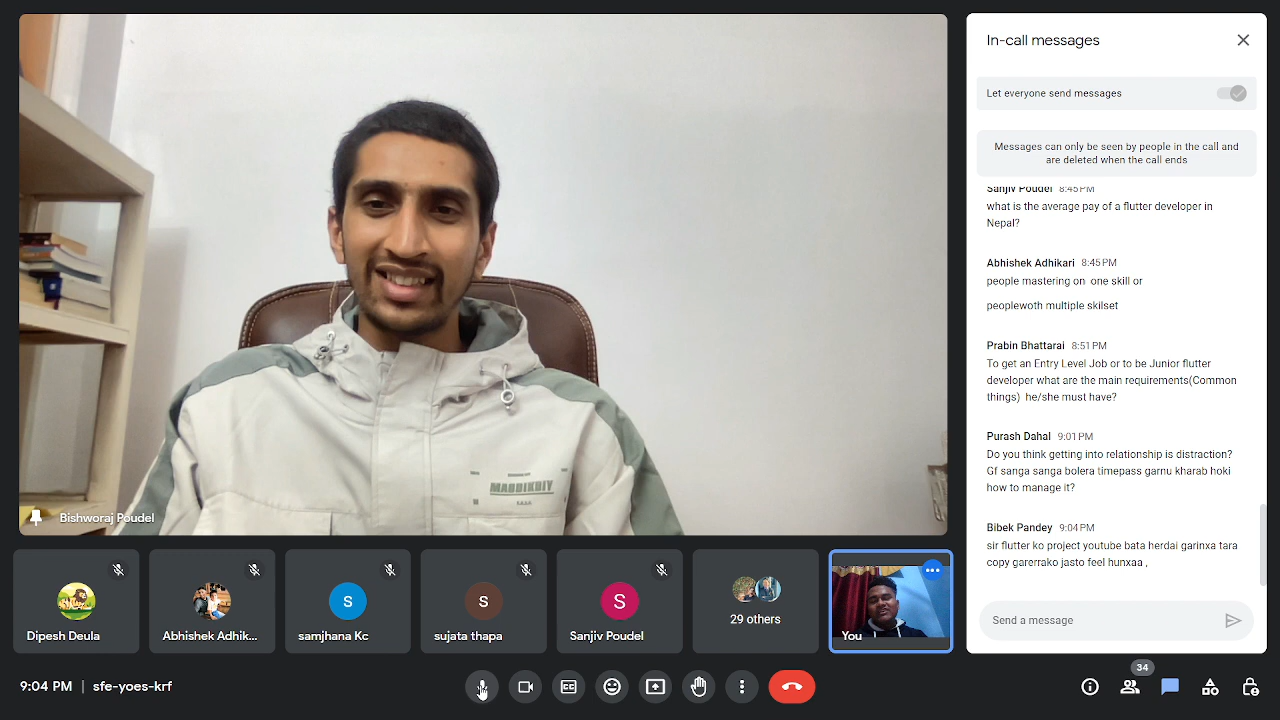 In-call messages
Let everyone send messages
Messages can only be seen by people in the call and
are deleted when the call ends
Sanjiv Poudel 8:45 PM
what is the average pay of a flutter developer in
Nepal?
Abhishek Adhikari 8:45 PM
people mastering on one skill or
peoplewoth multiple skilset
Prabin Bhattarai 8:51 PM
To get an Entry Level Job or to be Junior flutter
developer what are the main requirements(Common
things) he/she must have?
Purash Dahal 9:01 PM
Do you think getting into relationship is distraction?
Gf sanga sanga bolera timepass garnu kharab hoki
how to manage it?
Bibek Pandey 9:04 PM
sir flutter ko project youtube bata herdai garinxa tara
copy garerrako jasto feel hunxaa ,
Send a message
Bishworaj Poudel
Dipesh Deula
Abhishek Adhik...
S
samjhana Kc
S
sujata thapa
S
Sanjiv Poudel
29 others
You
9:04 PM | sfe-yoes-krf
34